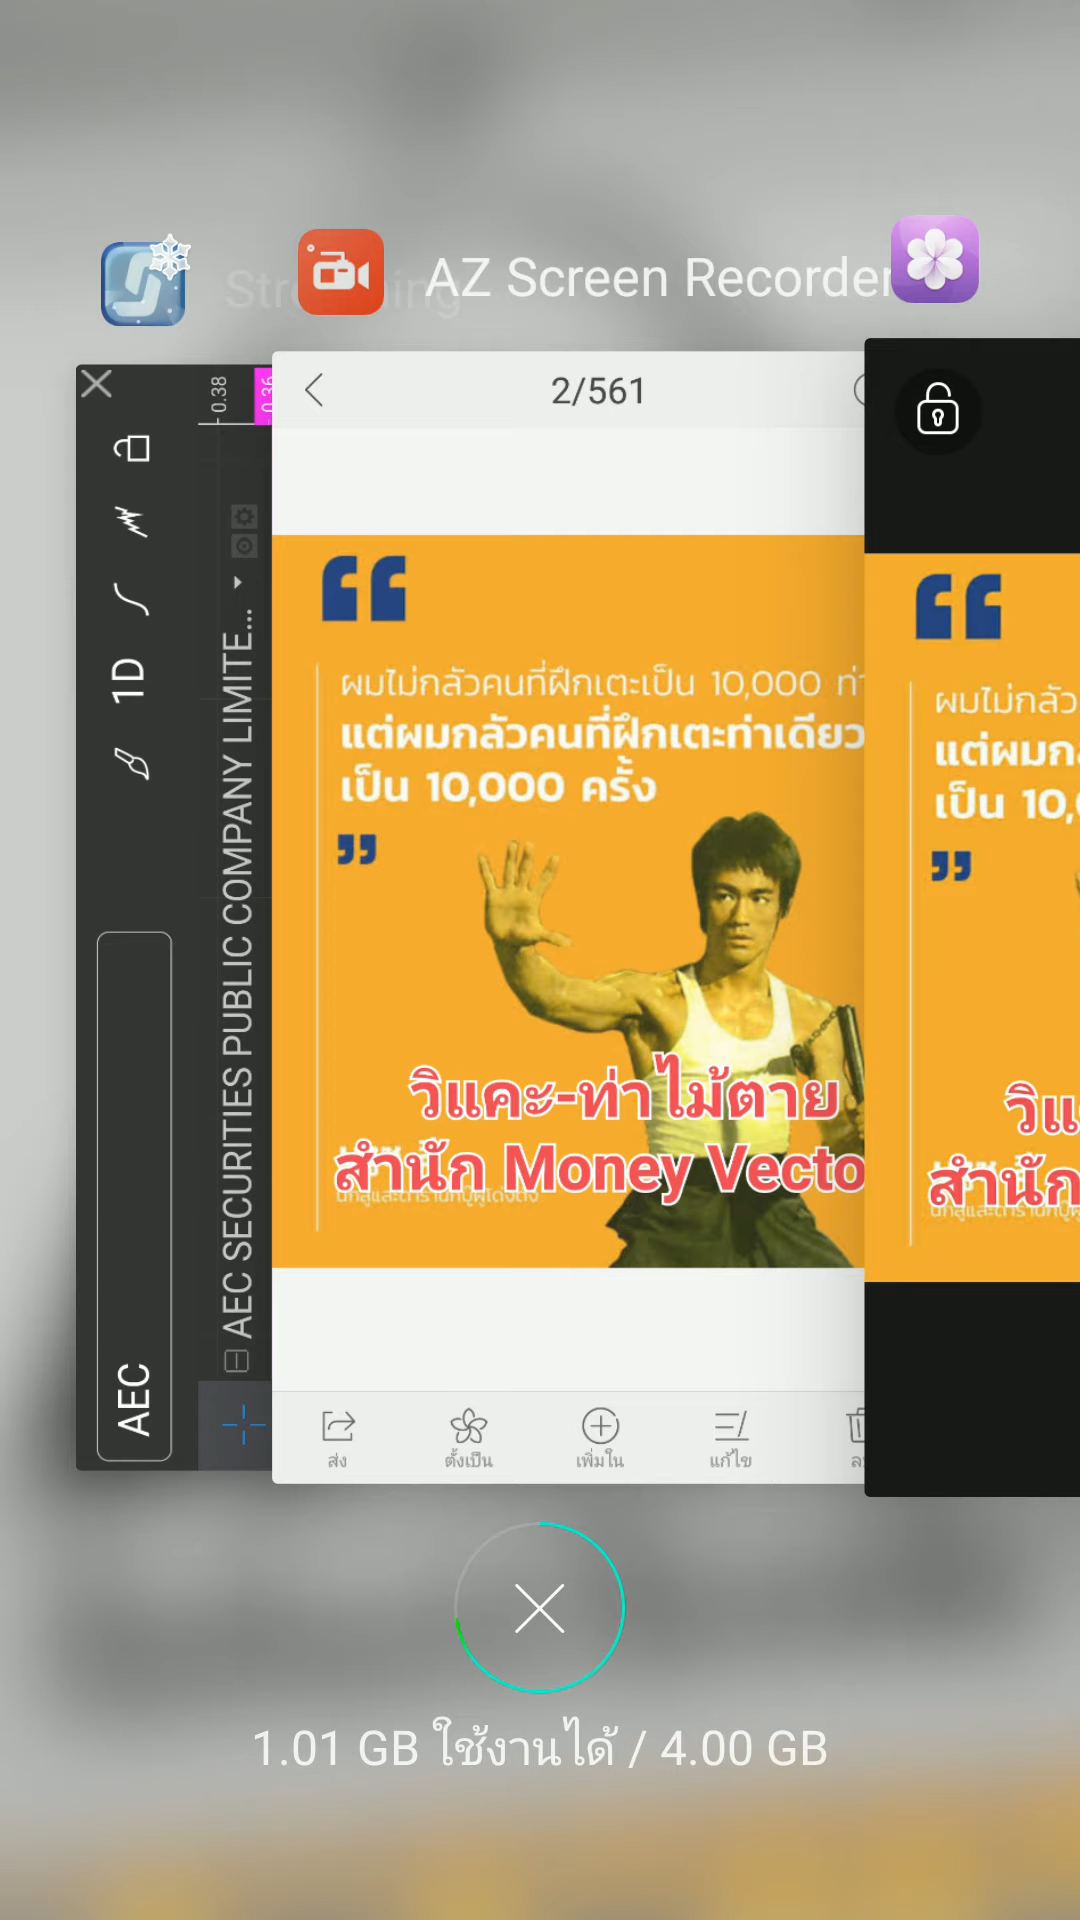 AZ Screen Recorder
0.38
0.36
1D
AEC SECURITIES PUBLIC COMPANY LIMITE...
AEC
2/561
“
ผมไม่กลัวคนที่ฝึกเตะเป็น 10,000 ท่า
แต่ผมกลัวคนที่ฝึกเตะท่าเดียว
เป็น 10,000 ครั้ง
”
วิแคะ-ท่าไม้ตาย
สำนัก Money Vecto
ส่ง
ตั้งเป็น
เพิ่มใน
แก้ไข
“
ผมไม่กลัว
แต่ผมก
เป็น 10,
”
วิแ
สำนัก
1.01 GB ใช้งานได้ / 4.00 GB